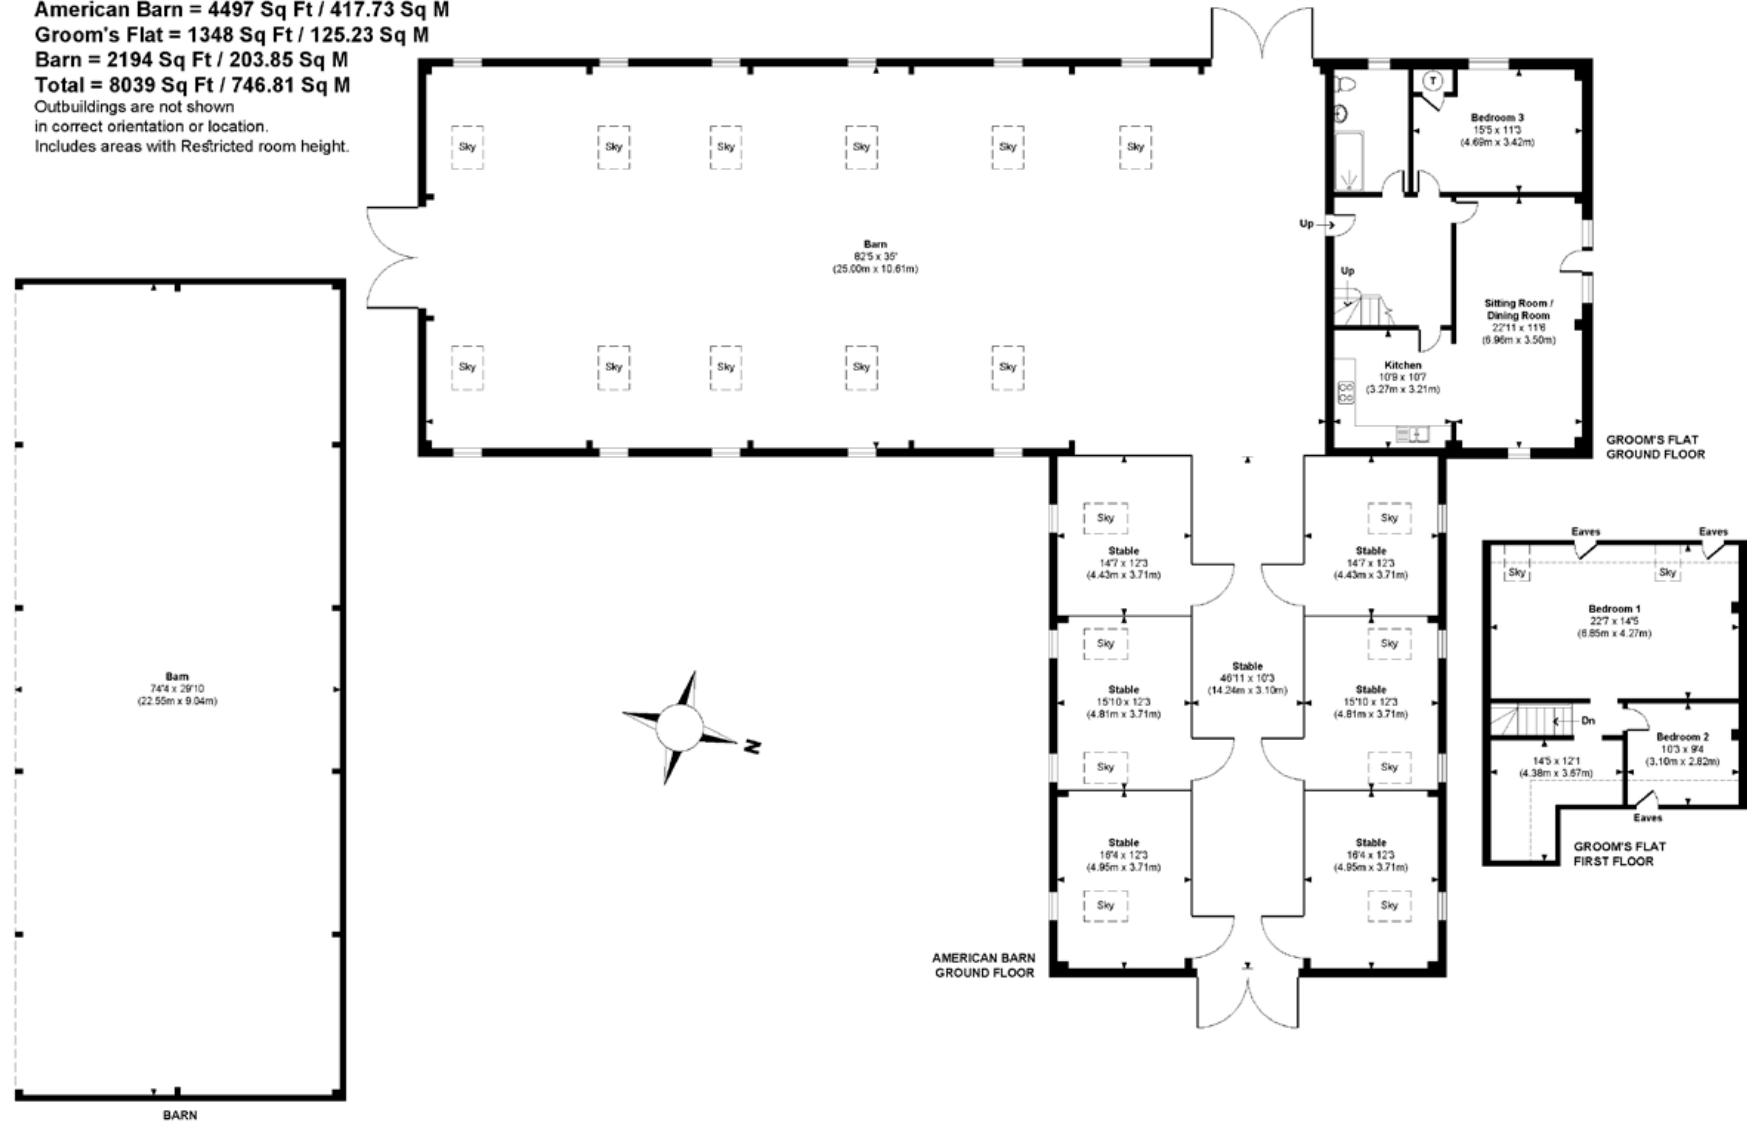 American Barn = 4497 Sq Ft / 417.73 Sq M
Groom's Flat = 1348 Sq Ft / 125.23 Sq M
Barn = 2194 Sq Ft / 203.85 Sq M
Total = 8039 Sq Ft / 746.81 Sq M
Outbuildings are not shown
in correct orientation or location.
Includes areas with Restricted room height.
Sky
Sky
Sky
Sky
Sky
Sky
T
Bedroom 3
15'5 x 11'3
(4.69m x 3.42m)
Up
Barn
82'5 x 35'
(25.00m x 10.61m)
Up
Sitting Room /
Dining Room
22'11 x 11'6
(6.96m x 3.50m)
Sky
Sky
Sky
Sky
Sky
Kitchen
10'9 x 10'7
(3.27m x 3.21m)
GROOM'S FLAT
GROUND FLOOR
Sky
Stable
14'7 x 12'3
(4.43m x 3.71m)
Sky
Stable
14'7 x 12'3
(4.43m x 3.71m)
Eaves
Eaves
Sky
Sky
Bedroom 1
22'7 x 14'5
(6.85m x 4.27m)
Sky
Stable
15'10 x 12'3
(4.81m x 3.71m)
Sky
Stable
46'11 x 10'3
(14.24m x 3.10m)
Sky
Stable
15'10 x 12'3
(4.81m x 3.71m)
Sky
Barn
74'4 x 29'10
(22.55m x 9.04m)
N
Dn
Bedroom 2
10'3 x 9'4
(3.10m x 2.82m)
14'5 x 12'1
(4.38m x 3.67m)
Eaves
GROOM'S FLAT
FIRST FLOOR
Stable
16'4 x 12'3
(4.95m x 3.71m)
Sky
Stable
16'4 x 12'3
(4.95m x 3.71m)
Sky
AMERICAN BARN
GROUND FLOOR
BARN